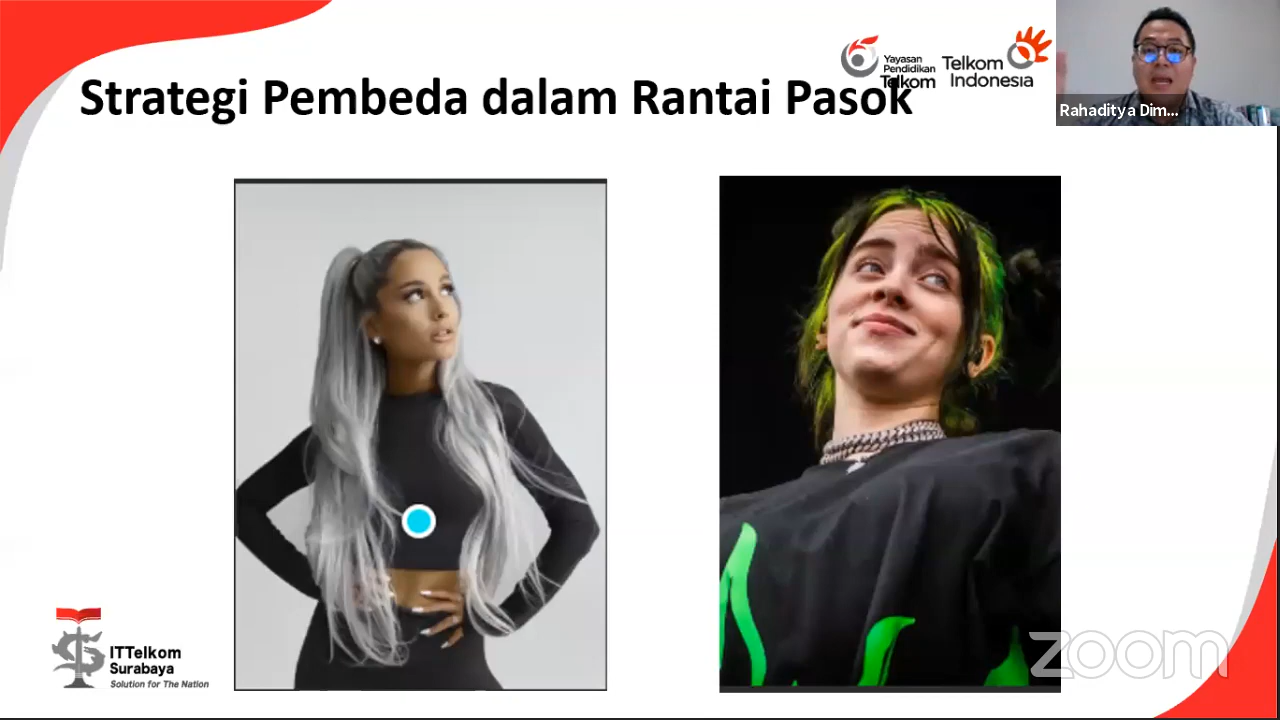 Strategi Pembeda dalam Rantai Pasok
Yayasan
Pendidikan
Telkom
Telkom
Indonesia
Rahaditya Dim...
ITTelkom
Surabaya
Solution for The Nation
zoom